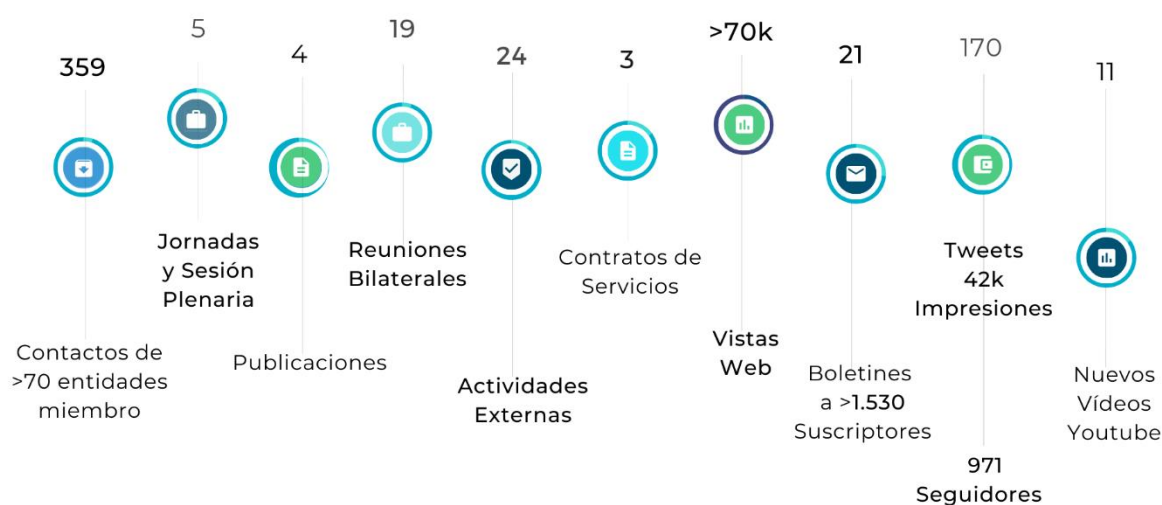 359
Contactos de
>70 entidades
miembro
5
Jornadas
y Sesión
Plenaria
4
Publicaciones
19
Reuniones
Bilaterales
24
Actividades
Externas
3
Contratos de
Servicios
>70k
Vistas
Web
21
Boletines
a >1.530
Suscriptores
170
Tweets
42k
Impresiones
971
Seguidores
11
Nuevos
Vídeos
Youtube